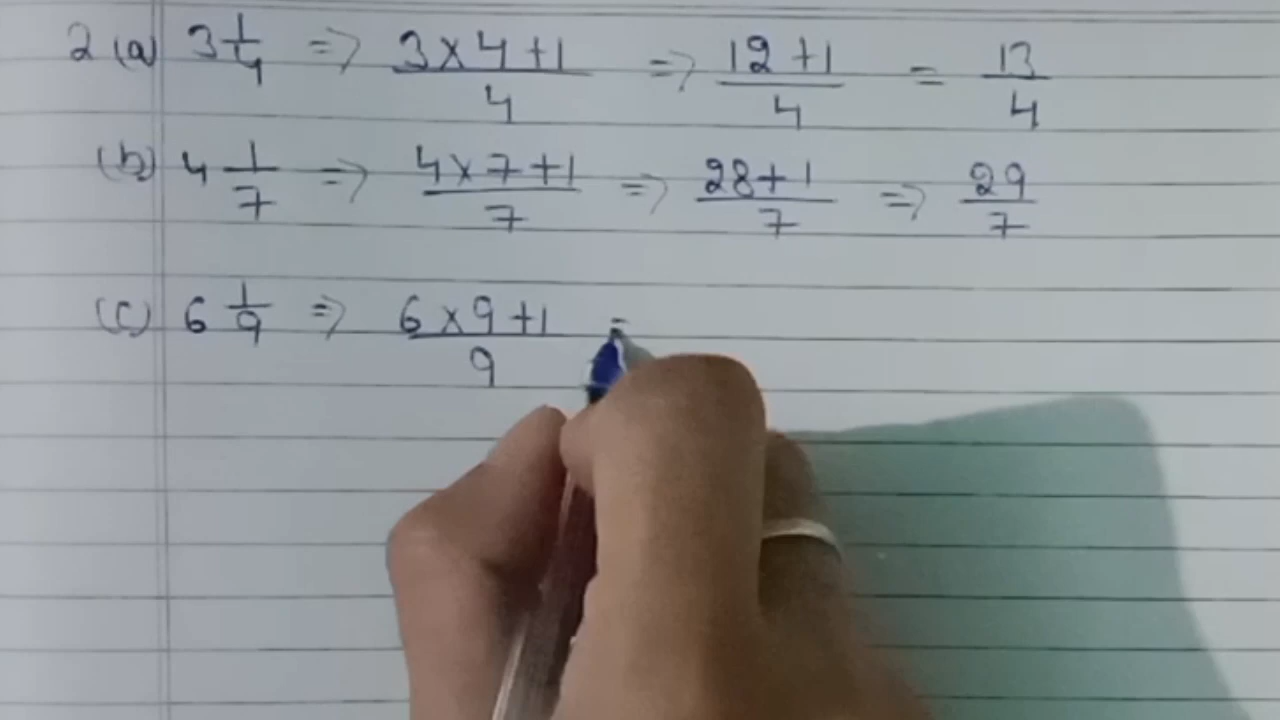 2 (a) 3 1/4 => 3 x 4 + 1/4 => 12 + 1/4 = 13/4
(b) 4 1/7 => 4 x 7 + 1/7 => 28 + 1/7 => 29/7
(c) 6 1/9 => 6 x 9 + 1/9 =